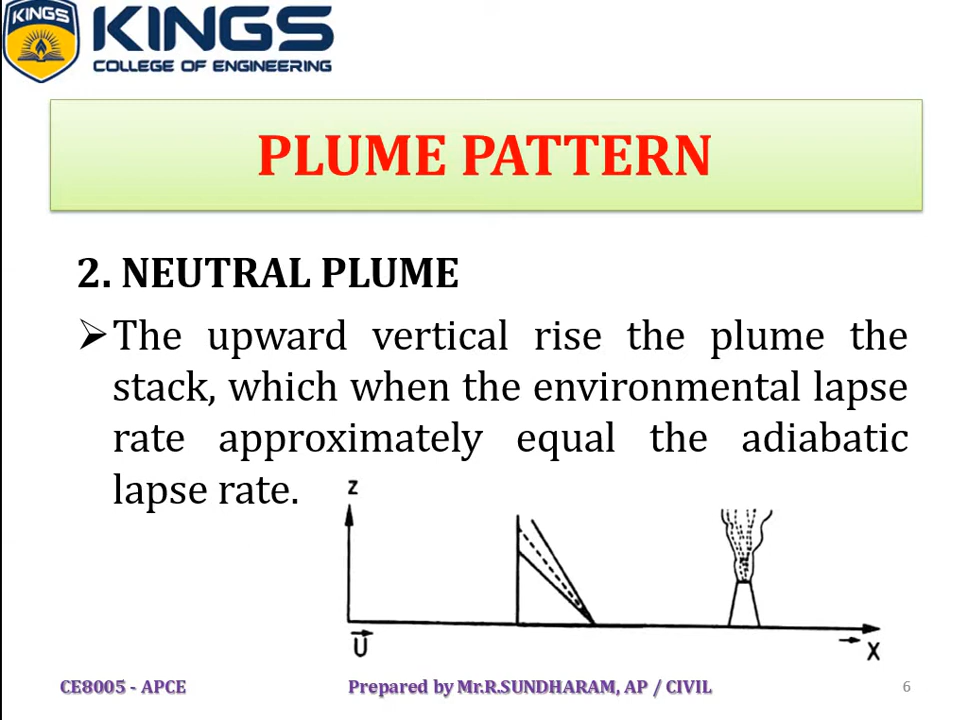 KINGS
KINGS
COLLEGE OF ENGINEERING
PLUME PATTERN
2. NEUTRAL PLUME
➢The upward vertical rise the plume the
stack, which when the environmental lapse
rate approximately equal the adiabatic
lapse rate.
Z
U
X
CE8005 - APCE
Prepared by Mr.R.SUNDHARAM, AP / CIVIL
6